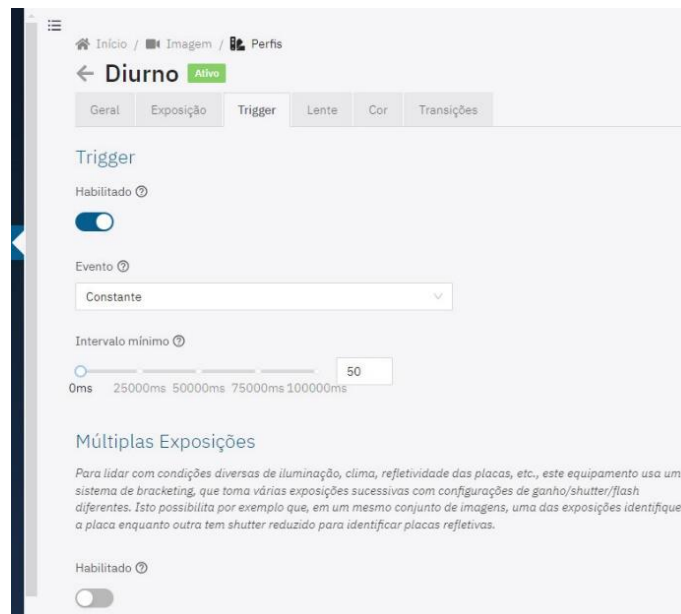 Início / Imagem / Perfis
← Diurno Ativo
Geral Exposição Trigger Lente Cor Transições
Trigger
Habilitado ?
Evento ?
Constante
Intervalo mínimo ?
50
0ms 25000ms 50000ms 75000ms 100000ms
Múltiplas Exposições
Para lidar com condições diversas de iluminação, clima, refletividade das placas, etc., este equipamento usa um
sistema de bracketing, que toma várias exposições sucessivas com configurações de ganho/shutter/flash
diferentes. Isto possibilita por exemplo que, em um mesmo conjunto de imagens, uma das exposições identifique
a placa enquanto outra tem shutter reduzido para identificar placas refletivas.
Habilitado ?